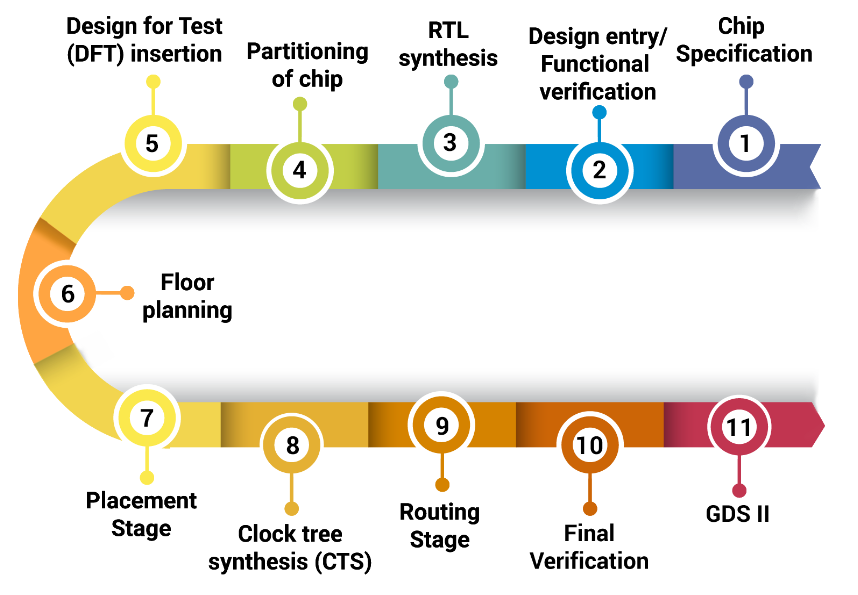 Chip
Specification
1
Design entry/
Functional
verification
2
RTL
synthesis
3
Partitioning
of chip
4
Design for Test
(DFT) insertion
5
6
Floor
planning
7
Placement
Stage
8
Clock tree
synthesis (CTS)
9
Routing
Stage
10
Final
Verification
11
GDS II